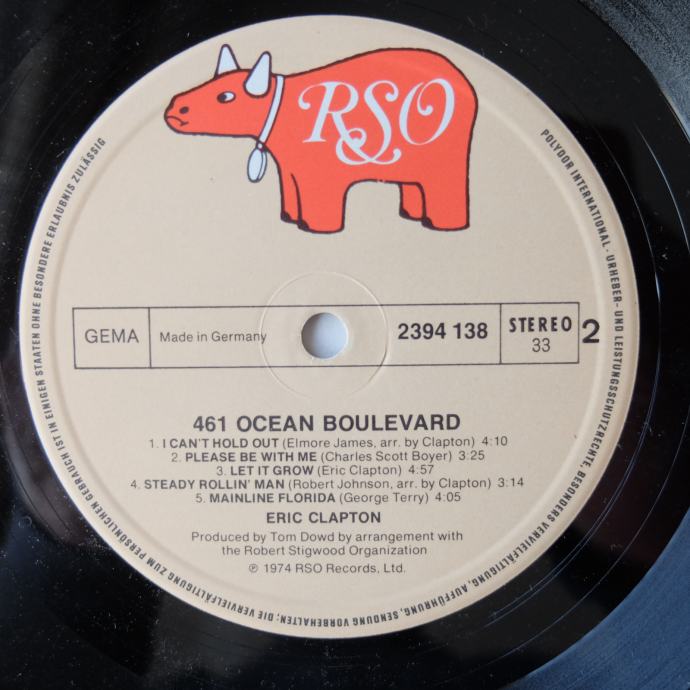 RSO
GEMA
Made in Germany
2394 138
STEREO
33
2
461 OCEAN BOULEVARD
1. I CAN'T HOLD OUT (Elmore James, arr. by Clapton) 4:10
2. PLEASE BE WITH ME (Charles Scott Boyer) 3:25
3. LET IT GROW (Eric Clapton) 4:57
4. STEADY ROLLIN' MAN (Robert Johnson, arr. by Clapton) 3:14
5. MAINLINE FLORIDA (George Terry) 4:05
ERIC CLAPTON
Produced by Tom Dowd by arrangement with
the Robert Stigwood Organization
℗ 1974 RSO Records, Ltd.
POLYDOR INTERNATIONAL · URHEBER- UND LEISTUNGSSCHUTZRECHTE, BESONDERS VERVIELFÄLTIGUNG, AUFFÜHRUNG, SENDUNG VORBEHALTEN; DIE VERVIELFÄLTIGUNG ZUM PERSÖNLICHEN GEBRAUCH IST IN EINIGEN STAATEN OHNE BESONDERE ERLAUBNIS ZULÄSSIG